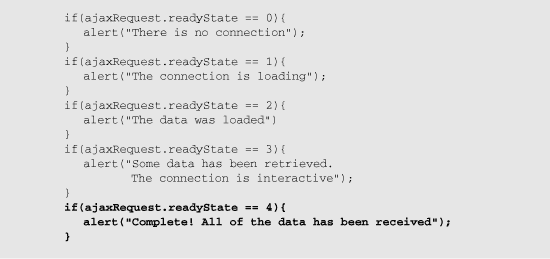 if(ajaxRequest.readyState == 0){
alert("There is no connection");
}
if(ajaxRequest.readyState == 1){
alert("The connection is loading");
}
if(ajaxRequest.readyState == 2){
alert("The data was loaded")
}
if(ajaxRequest.readyState == 3){
alert("Some data has been retrieved.
The connection is interactive");
}
if(ajaxRequest.readyState == 4){
alert("Complete! All of the data has been received");
}